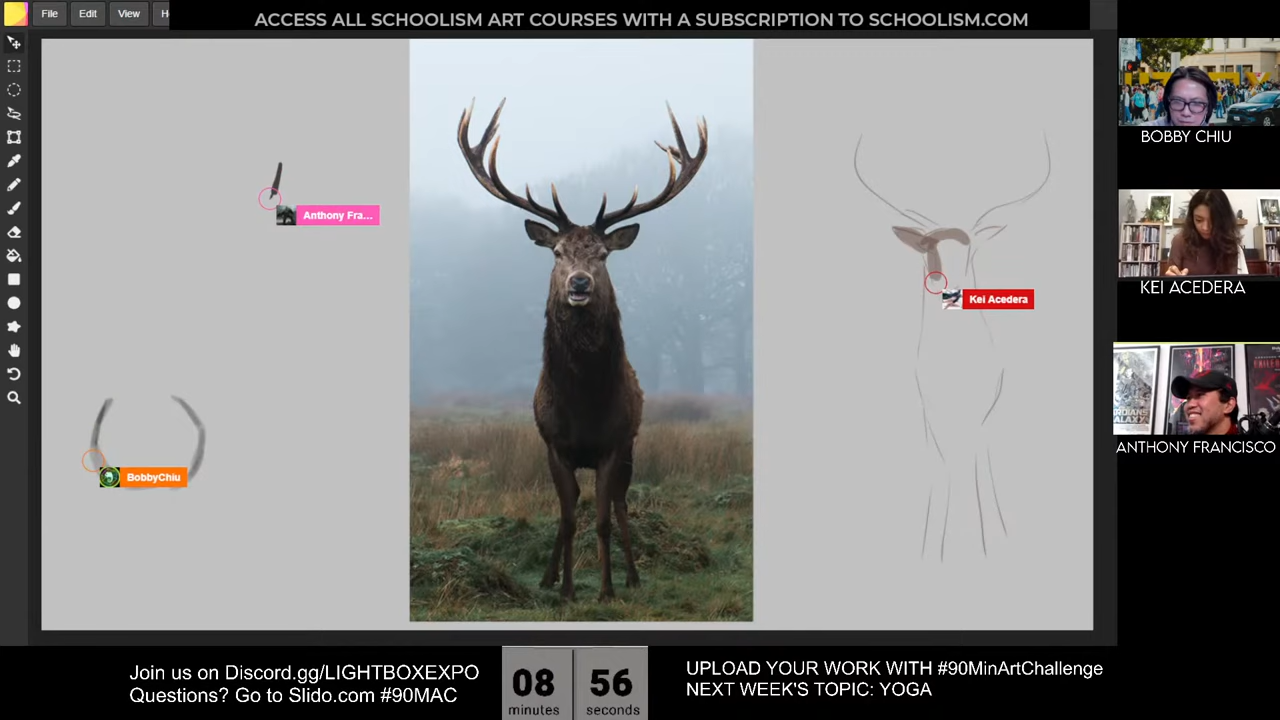 File
Edit
View
H
ACCESS ALL SCHOOLISM ART COURSES WITH A SUBSCRIPTION TO SCHOOLISM.COM
BOBBY CHIU
Anthony Fra...
KEI ACEDERA
Kei Acedera
ANTHONY FRANCISCO
BobbyChiu
Join us on Discord.gg/LIGHTBOXEXPO
Questions? Go to Slido.com #90MAC
08
minutes
56
seconds
UPLOAD YOUR WORK WITH #90MinArtChallenge
NEXT WEEK'S TOPIC: YOGA